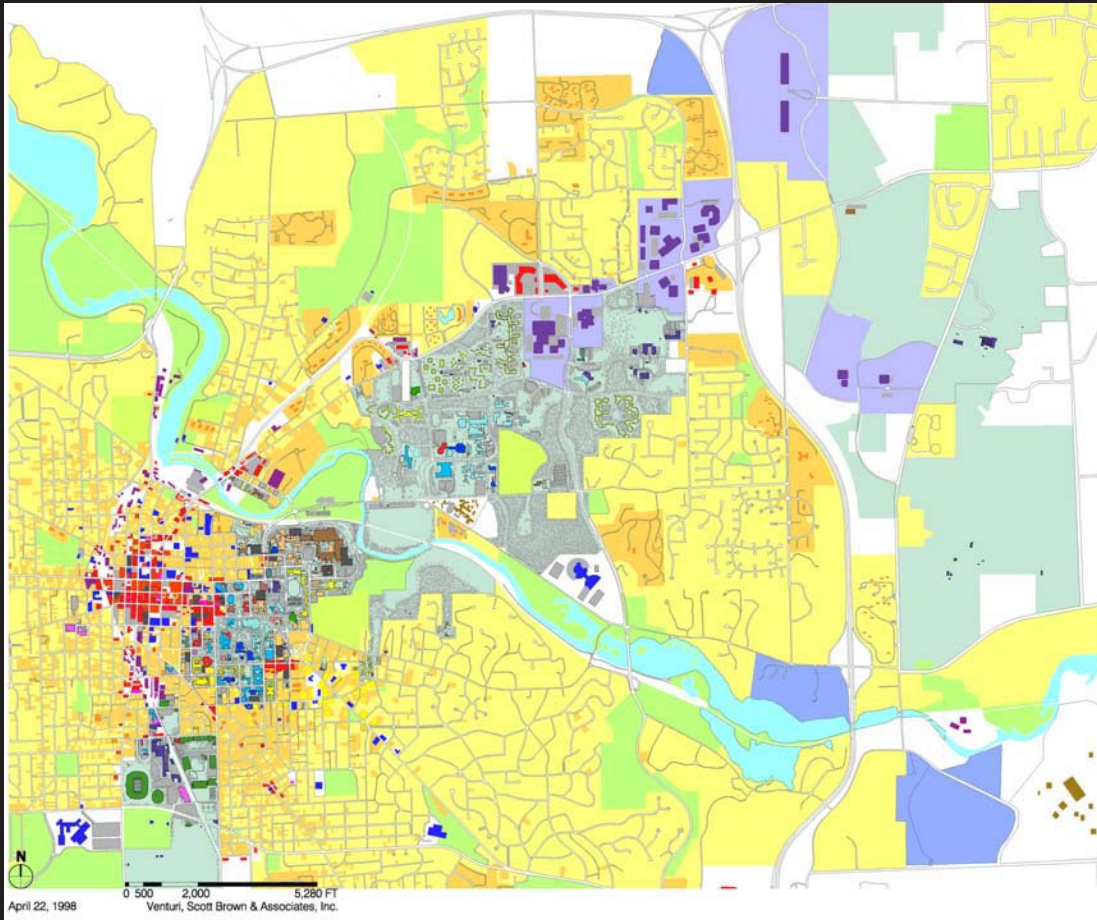 N
0 500 2,000 5,280 FT
April 22, 1998 Venturi, Scott Brown & Associates, Inc.